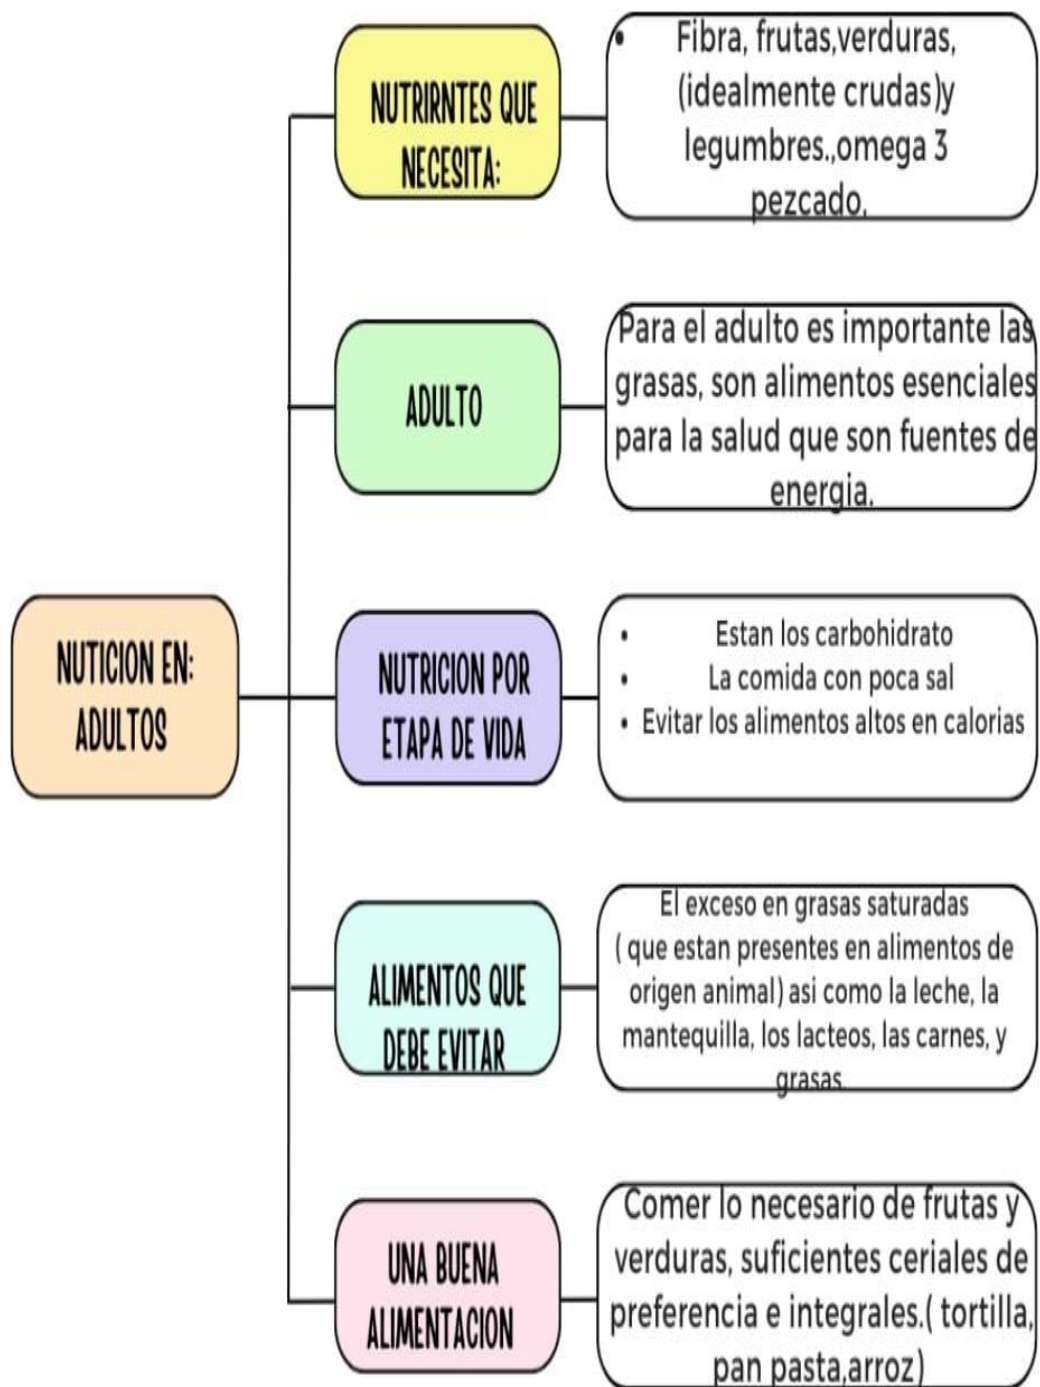 NUTRIRNTES QUE
NECESITA:
• Fibra, frutas,verduras,
(idealmente crudas)y
legumbres.,omega 3
pezcado,
ADULTO
Para el adulto es importante las
grasas, son alimentos esenciales
para la salud que son fuentes de
energia.
NUTICION EN:
ADULTOS
NUTRICION POR
ETAPA DE VIDA
• Estan los carbohidrato
• La comida con poca sal
• Evitar los alimentos altos en calorias
ALIMENTOS QUE
DEBE EVITAR
El exceso en grasas saturadas
( que estan presentes en alimentos de
origen animal) asi como la leche, la
mantequilla, los lacteos, las carnes, y
grasas.
UNA BUENA
ALIMENTACION
Comer lo necesario de frutas y
verduras, suficientes ceriales de
preferencia e integrales.( tortilla,
pan pasta,arroz)